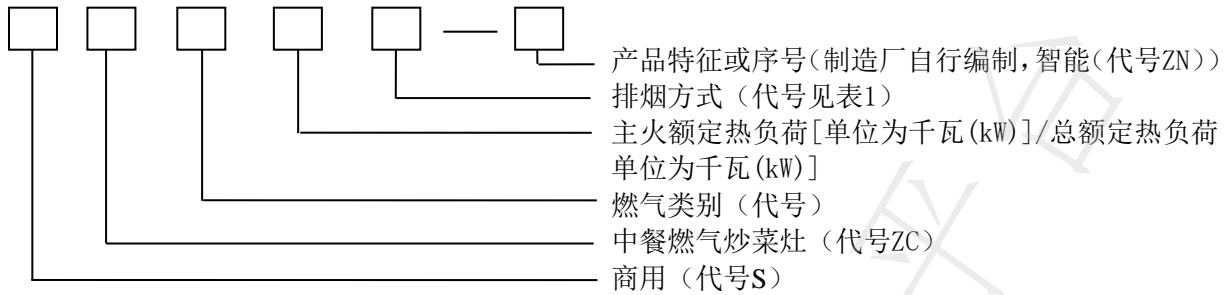 产品特征或序号(制造厂自行编制,智能(代号ZN))
排烟方式（代号见表1）
主火额定热负荷[单位为千瓦(kW)]/总额定热负荷
单位为千瓦(kW)]
燃气类别（代号）
中餐燃气炒菜灶（代号ZC）
商用（代号S）
平台